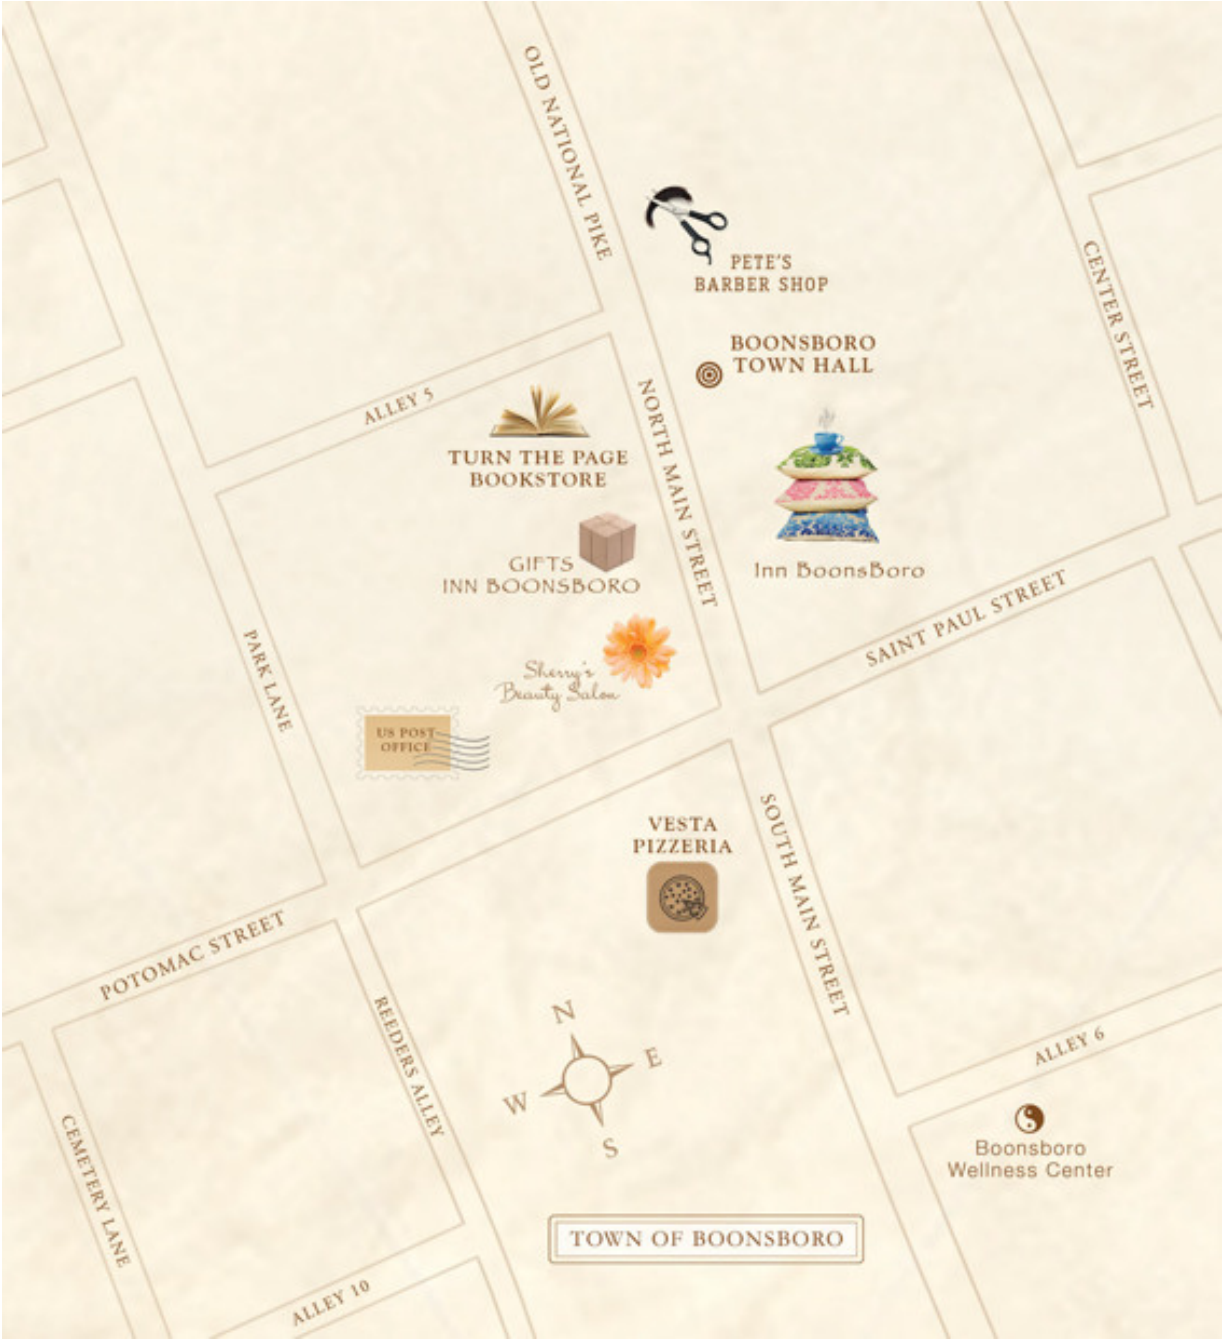 OLD NATIONAL PIKE
PETE'S
BARBER SHOP
CENTER STREET
BOONSBORO
TOWN HALL
ALLEY 5
NORTH MAIN STREET
TURN THE PAGE
BOOKSTORE
GIFTS
INN BOONSBORO
Inn BoonsBoro
SAINT PAUL STREET
PARK LANE
Sherry's
Beauty Salon
US POST
OFFICE
VESTA
PIZZERIA
SOUTH MAIN STREET
POTOMAC STREET
REEDERS ALLEY
N
E
W
S
ALLEY 6
CEMETERY LANE
Boonsboro
Wellness Center
TOWN OF BOONSBORO
ALLEY 10